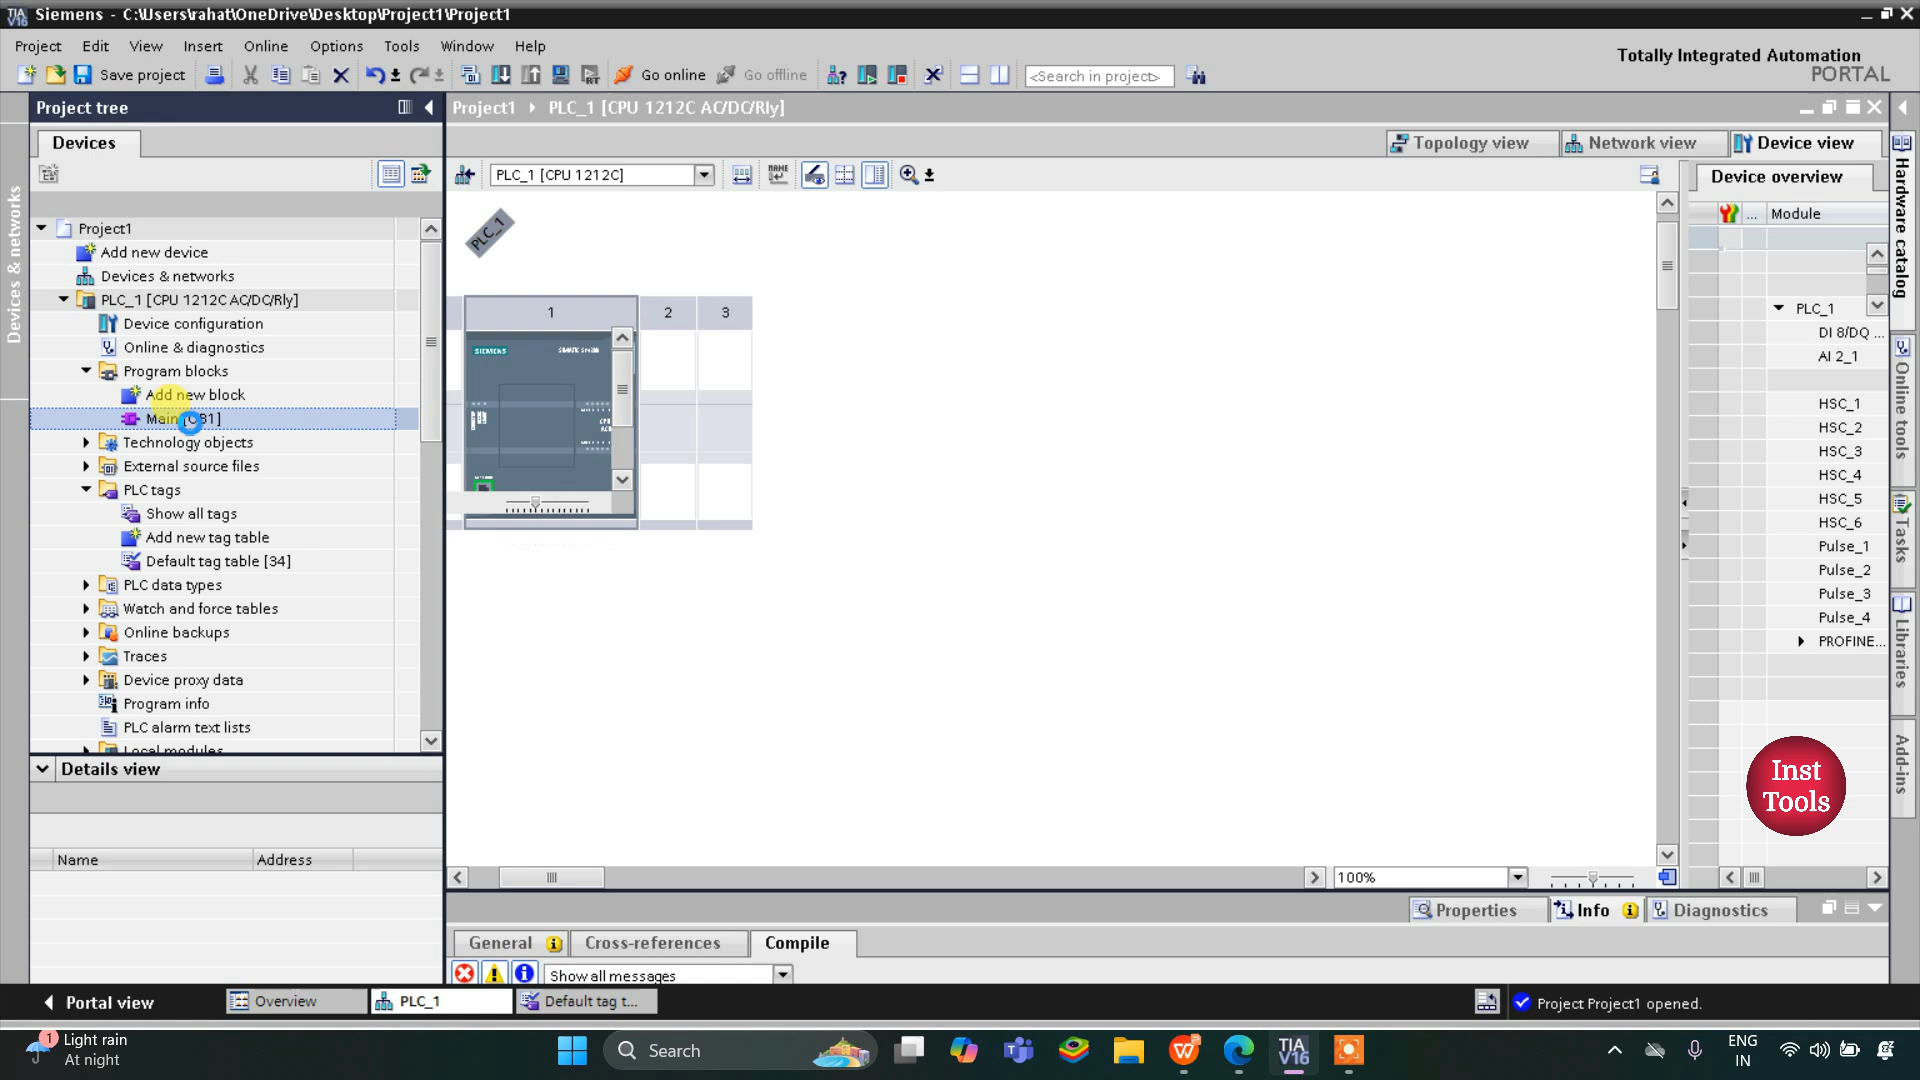 Siemens - C:\Users\rahat\OneDrive\Desktop\Project1\Project1
Project Edit View Insert Online Options Tools Window Help
Totally Integrated Automation
PORTAL
Save project
Go online
Go offline
<Search in project>
Project tree
Project1 PLC_1 [CPU 1212C AC/DC/Rly]
Devices
Topology view
Network view
Device view
Devices & networks
PLC_1 [CPU 1212C]
Device overview
Hardware catalog
Module
Project1
Add new device
Devices & networks
PLC_1 [CPU 1212C AC/DC/Rly]
Device configuration
Online & diagnostics
Program blocks
Add new block
Main [OB1]
Technology objects
External source files
PLC tags
Show all tags
Add new tag table
Default tag table [34]
PLC data types
Watch and force tables
Online backups
Traces
Device proxy data
Program info
PLC alarm text lists
Local modules
PLC_1
1 2 3
SIEMENS
PLC_1
DI 8/DQ ...
AI 2_1
HSC_1
HSC_2
HSC_3
HSC_4
HSC_5
HSC_6
Pulse_1
Pulse_2
Pulse_3
Pulse_4
PROFINE...
Online tools
Tasks
Libraries
Add-ins
Inst
Tools
Details view
Name Address
100%
Properties
Info
Diagnostics
General
Cross-references
Compile
Show all messages
Portal view
Overview
PLC_1
Default tag t...
Project Project1 opened.
1
Light rain
At night
Search
TIA
V16
ENG
IN